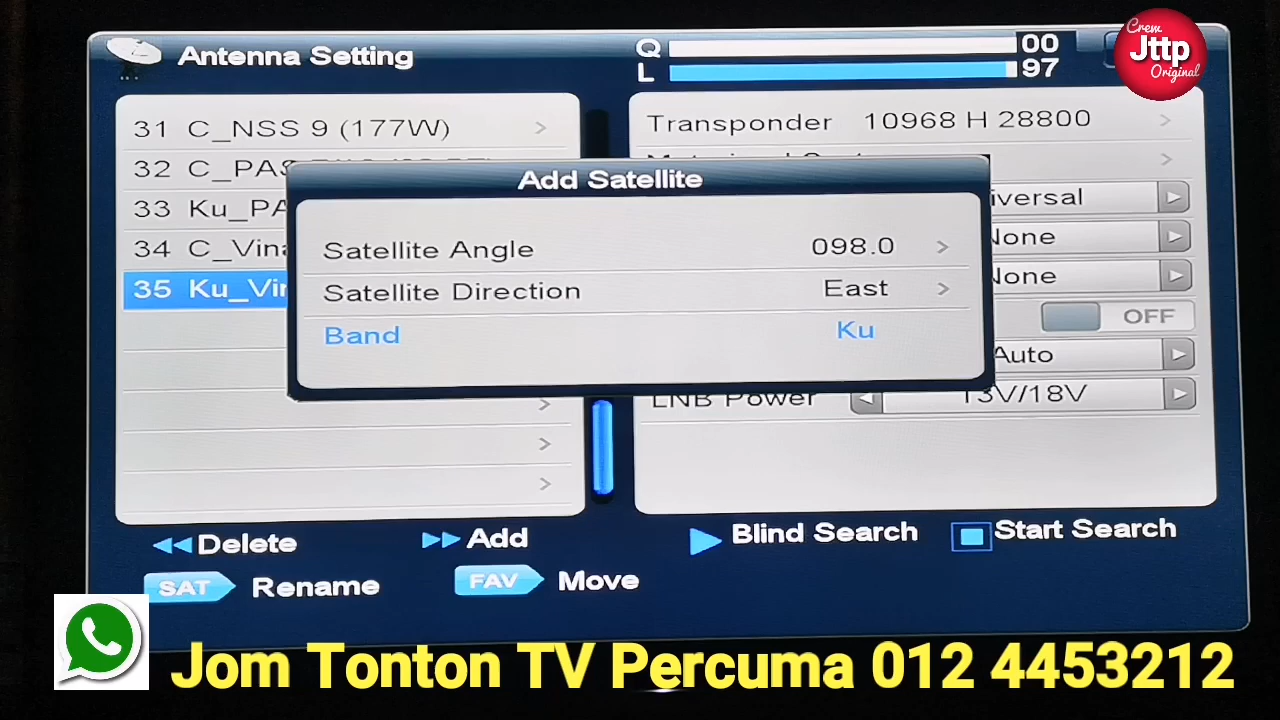 Antenna Setting
Q 00
L 97
Crew
Jttp
Original
31 C_NSS 9 (177W)
32 C_PAS
33 Ku_PA
34 C_Vina
35 Ku_Vin
Transponder 10968 H 28800
iversal
None
None
OFF
Auto
LNB Power 13V/18V
Add Satellite
Satellite Angle 098.0
Satellite Direction East
Band Ku
Delete
Add
Blind Search
Start Search
SAT Rename
FAV Move
Jom Tonton TV Percuma 012 4453212